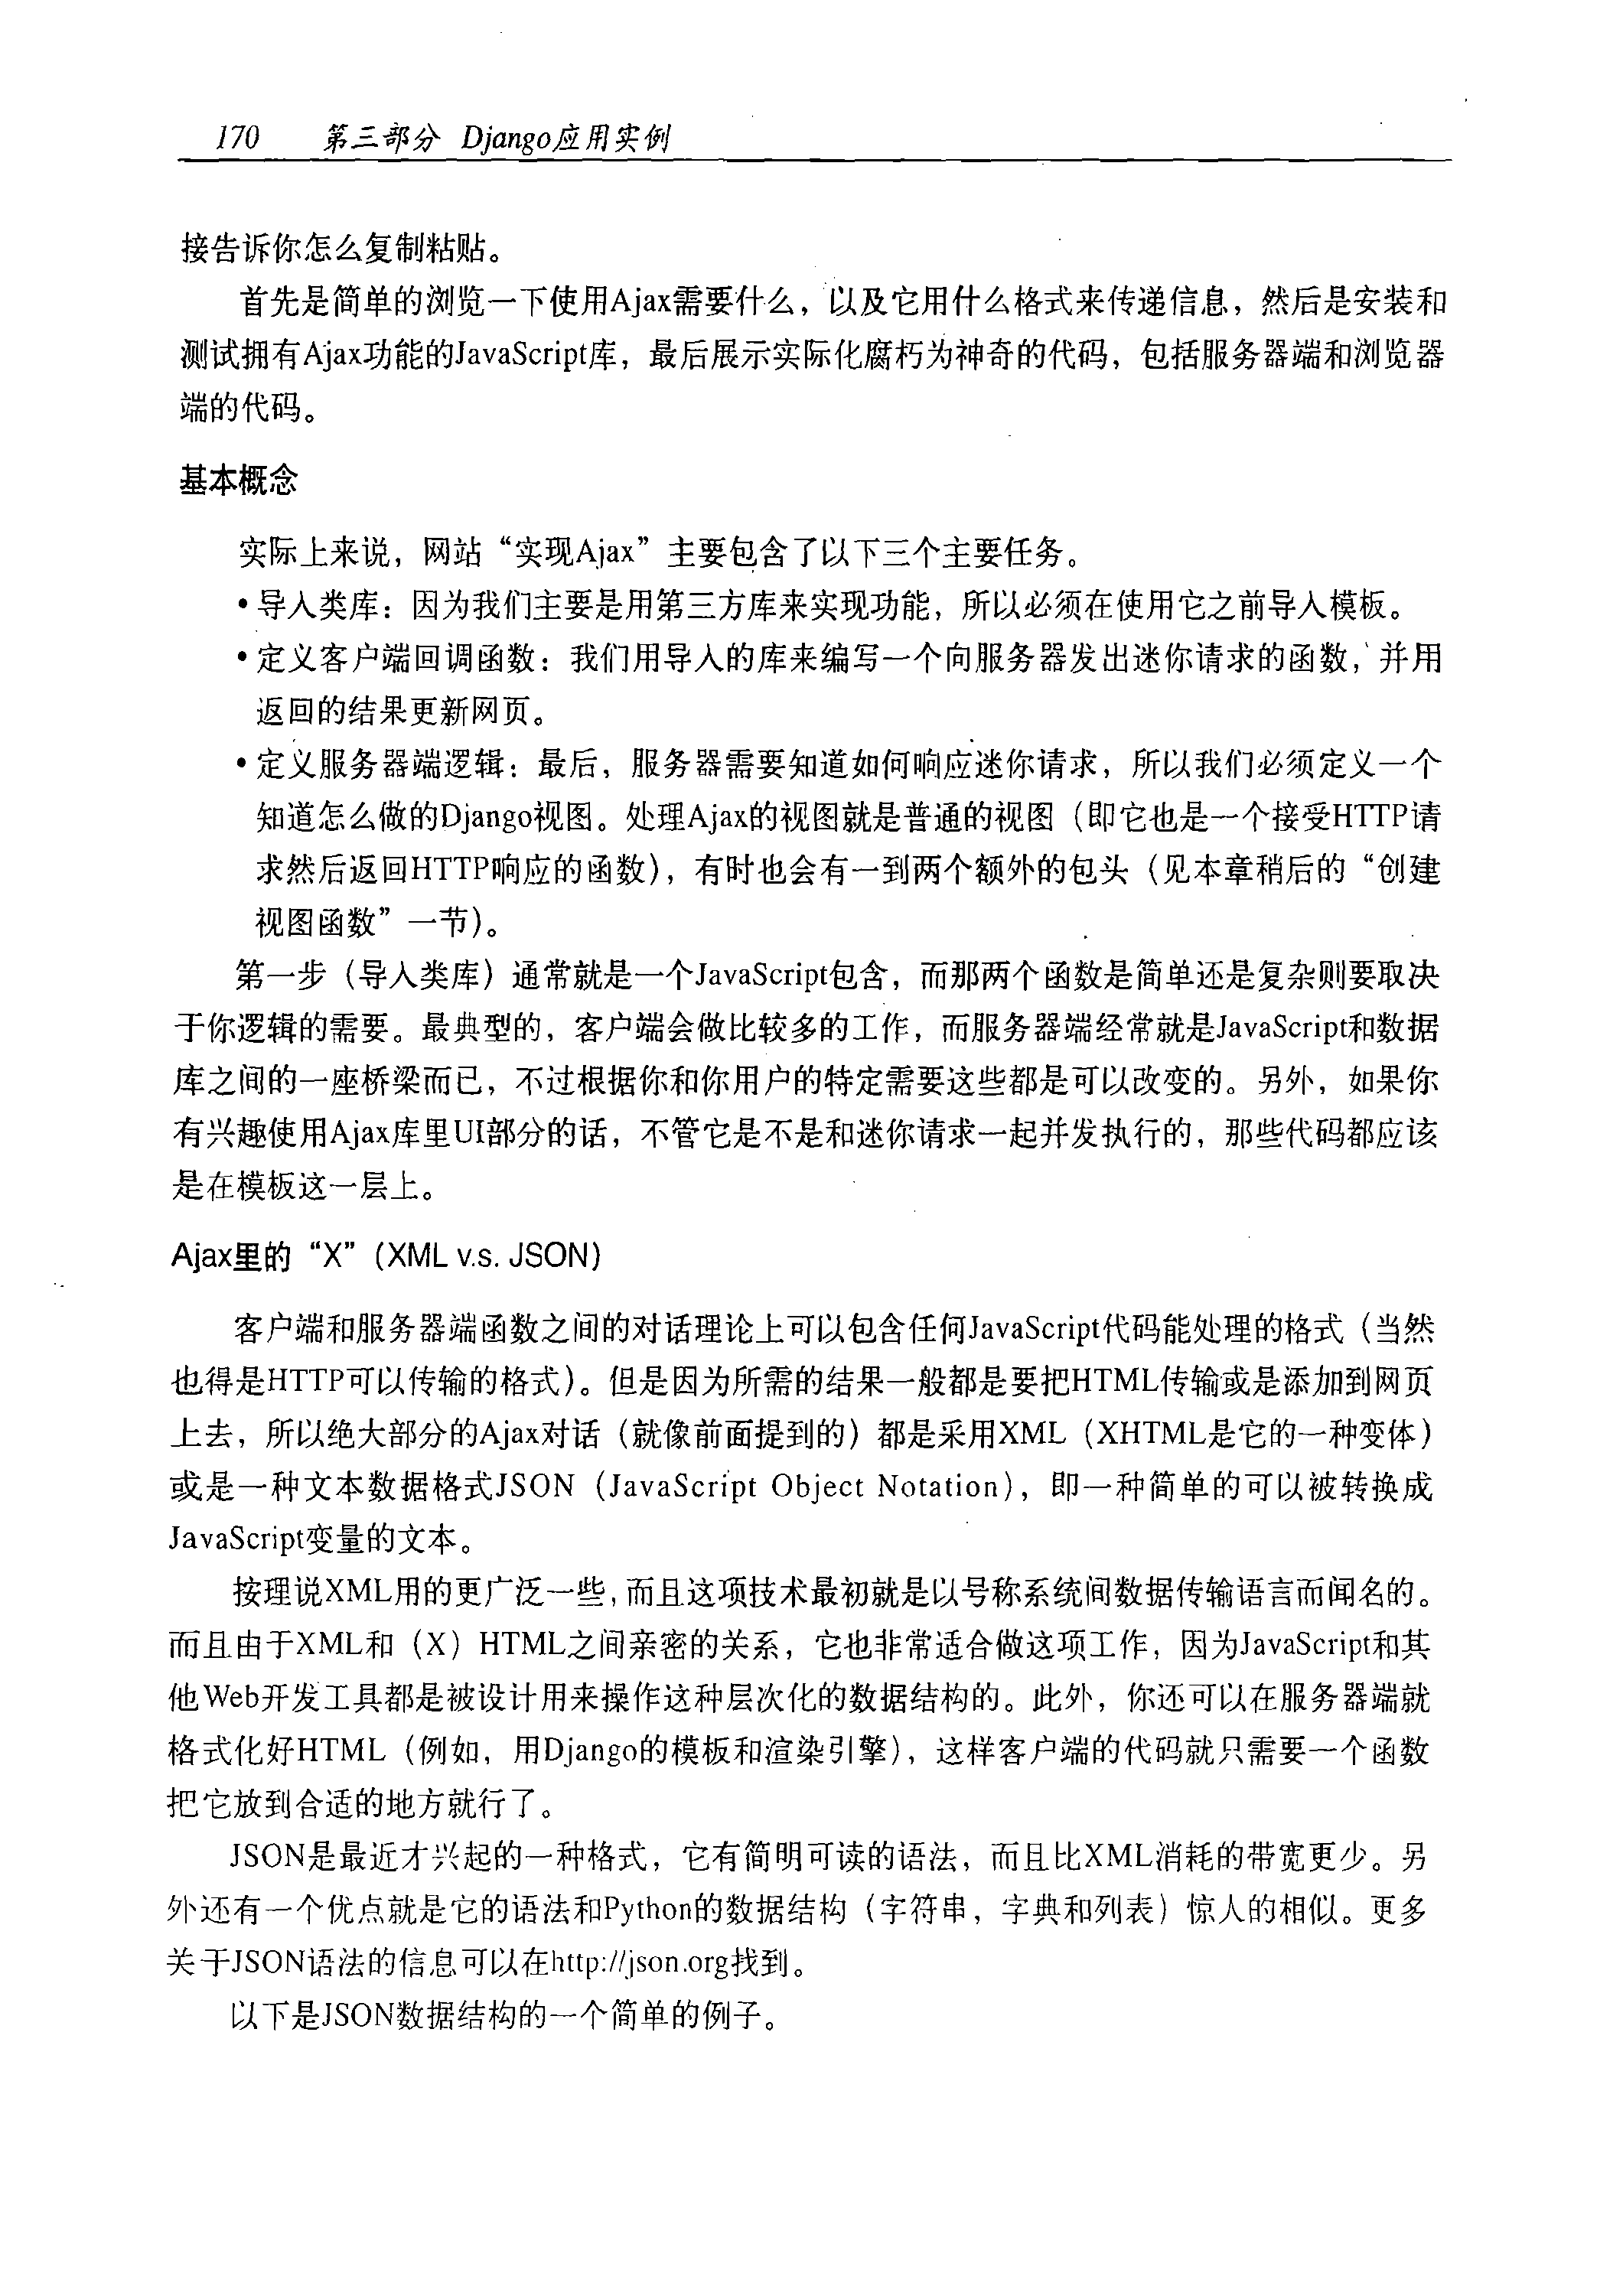 170 第三部分 Django应用实例
接告诉你怎么复制粘贴。
首先是简单的浏览一下使用Ajax需要什么，以及它用什么格式来传递信息，然后是安装和
测试拥有Ajax功能的JavaScript库，最后展示实际化腐朽为神奇的代码，包括服务器端和浏览器
端的代码。
基本概念
实际上来说，网站“实现Ajax”主要包含了以下三个主要任务。
•导入类库：因为我们主要是用第三方库来实现功能，所以必须在使用它之前导入模板。
•定义客户端回调函数：我们用导入的库来编写一个向服务器发出迷你请求的函数，并用
返回的结果更新网页。
•定义服务器端逻辑：最后，服务器需要知道如何响应迷你请求，所以我们必须定义一个
知道怎么做的Django视图。处理Ajax的视图就是普通的视图（即它也是一个接受HTTP请
求然后返回HTTP响应的函数），有时也会有一到两个额外的包头（见本章稍后的“创建
视图函数”一节）。
第一步（导入类库）通常就是一个JavaScript包含，而那两个函数是简单还是复杂则要取决
于你逻辑的需要。最典型的，客户端会做比较多的工作，而服务器端经常就是JavaScript和数据
库之间的一座桥梁而已，不过根据你和你用户的特定需要这些都是可以改变的。另外，如果你
有兴趣使用Ajax库里UI部分的话，不管它是不是和迷你请求一起并发执行的，那些代码都应该
是在模板这一层上。
Ajax里的“X”（XML v.s. JSON）
客户端和服务器端函数之间的对话理论上可以包含任何JavaScript代码能处理的格式（当然
也得是HTTP可以传输的格式）。但是因为所需的结果一般都是要把HTML传输或是添加到网页
上去，所以绝大部分的Ajax对话（就像前面提到的）都是采用XML（XHTML是它的一种变体）
或是一种文本数据格式JSON（JavaScript Object Notation），即一种简单的可以被转换成
JavaScript变量的文本。
按理说XML用的更广泛一些，而且这项技术最初就是以号称系统间数据传输语言而闻名的。
而且由于XML和（X）HTML之间亲密的关系，它也非常适合做这项工作，因为JavaScript和其
他Web开发工具都是被设计用来操作这种层次化的数据结构的。此外，你还可以在服务器端就
格式化好HTML（例如，用Django的模板和渲染引擎），这样客户端的代码就只需要一个函数
把它放到合适的地方就行了。
JSON是最近才兴起的一种格式，它有简明可读的语法，而且比XML消耗的带宽更少。另
外还有一个优点就是它的语法和Python的数据结构（字符串，字典和列表）惊人的相似。更多
关于JSON语法的信息可以在http://json.org找到。
以下是JSON数据结构的一个简单的例子。